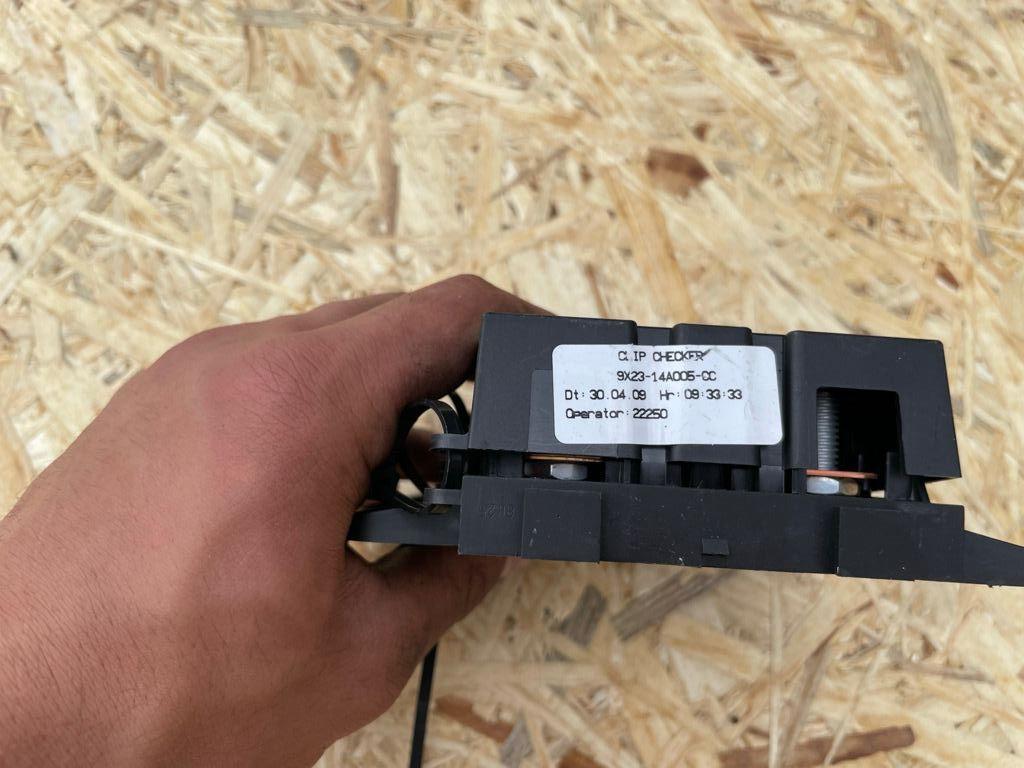 CLIP CHECKER
9X23-14A005-CC
Dt: 30.04.09 Hr: 09:33:33
Operator: 22250